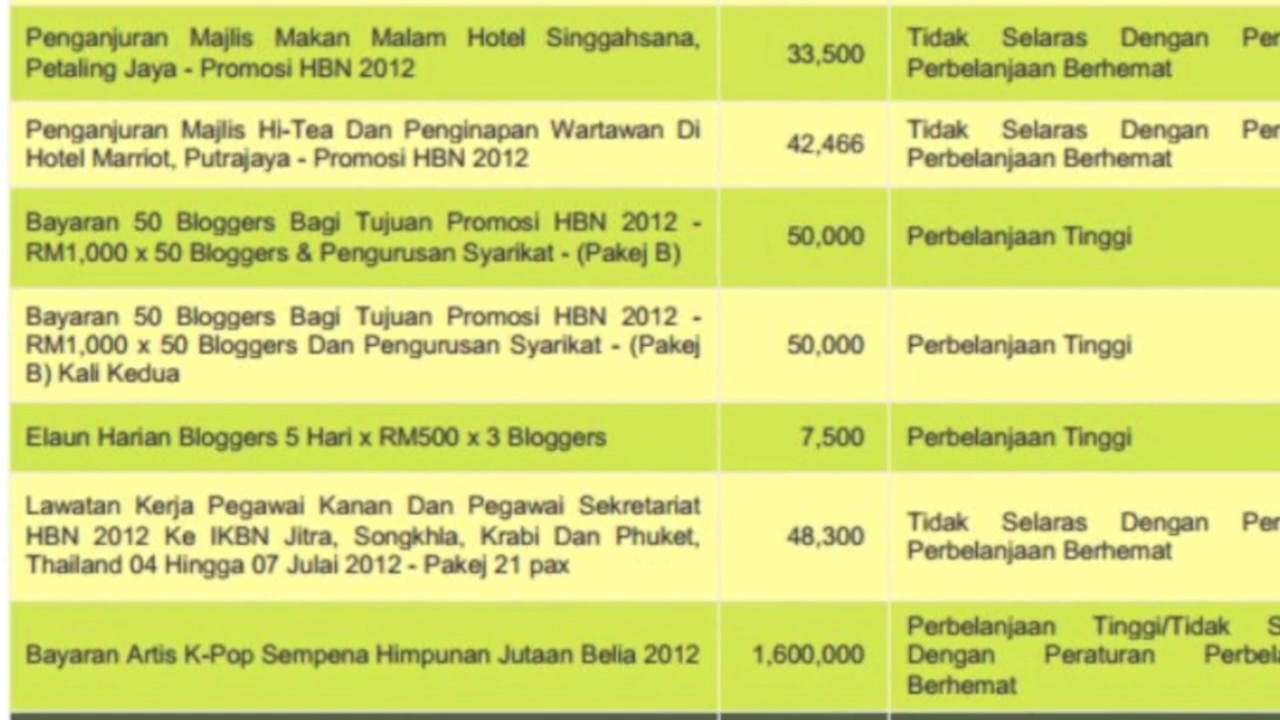 Penganjuran Majlis Makan Malam Hotel Singgahsana,
Petaling Jaya - Promosi HBN 2012
33,500
Tidak Selaras Dengan Per
Perbelanjaan Berhemat
Penganjuran Majlis Hi-Tea Dan Penginapan Wartawan Di
Hotel Marriot, Putrajaya - Promosi HBN 2012
42,466
Tidak Selaras Dengan Per
Perbelanjaan Berhemat
Bayaran 50 Bloggers Bagi Tujuan Promosi HBN 2012 -
RM1,000 x 50 Bloggers & Pengurusan Syarikat - (Pakej B)
50,000
Perbelanjaan Tinggi
Bayaran 50 Bloggers Bagi Tujuan Promosi HBN 2012 -
RM1,000 x 50 Bloggers Dan Pengurusan Syarikat - (Pakej
B) Kali Kedua
50,000
Perbelanjaan Tinggi
Elaun Harian Bloggers 5 Hari x RM500 x 3 Bloggers
7,500
Perbelanjaan Tinggi
Lawatan Kerja Pegawai Kanan Dan Pegawai Sekretariat
HBN 2012 Ke IKBN Jitra, Songkhla, Krabi Dan Phuket,
Thailand 04 Hingga 07 Julai 2012 - Pakej 21 pax
48,300
Tidak Selaras Dengan Per
Perbelanjaan Berhemat
Bayaran Artis K-Pop Sempena Himpunan Jutaan Belia 2012
1,600,000
Perbelanjaan Tinggi/Tidak S
Dengan Peraturan Perbela
Berhemat